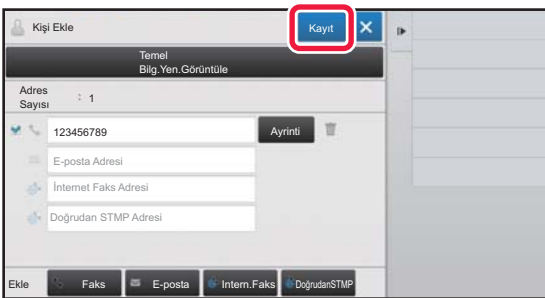 Kişi Ekle
Kayıt
Temel
Bilg.Yen.Görüntüle
Adres
Sayısı : 1
123456789
Ayrinti
E-posta Adresi
İnternet Faks Adresi
Doğrudan STMP Adresi
Ekle
Faks
E-posta
Intern.Faks
DoğrudanSTMP